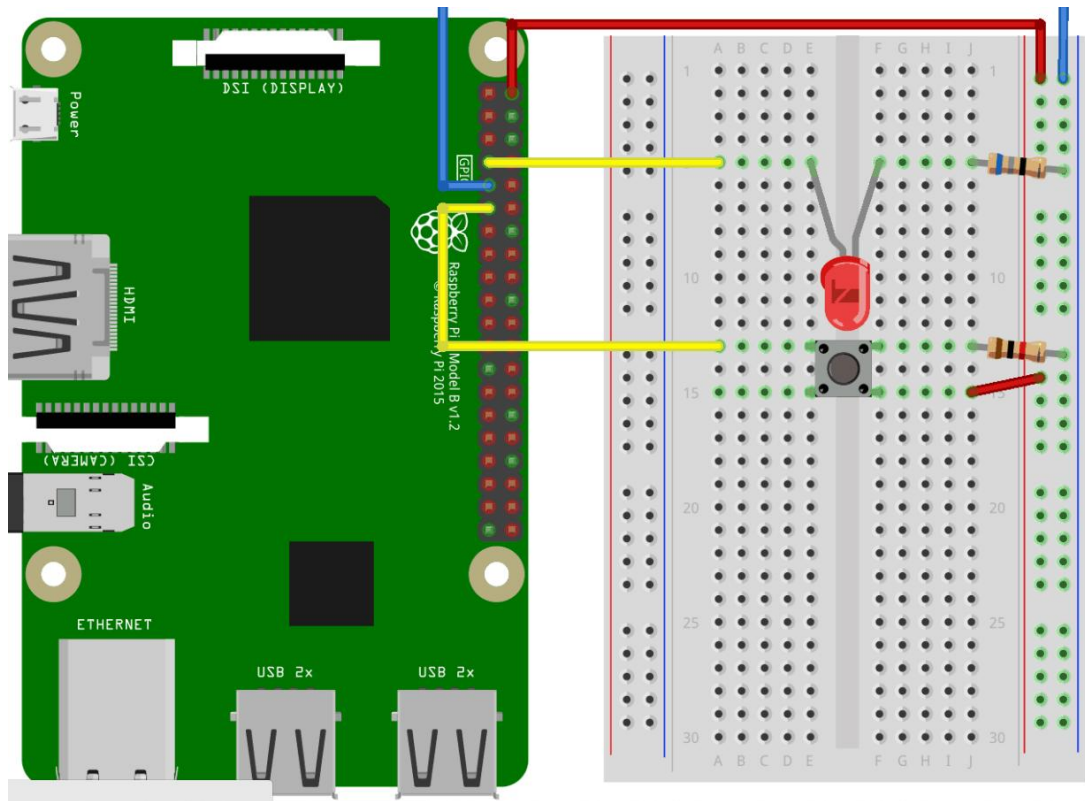 DSI (DISPLAY)
Power
GPIO
HDMI
Raspberry Pi
Model B v1.2
© Raspberry Pi 2015
CSI (CAMERA)
Audio
ETHERNET
USB 2x
USB 2x
A B C D E F G H I J
1 1
10
15 15
20 20
25 25
30 30
A B C D E F G H I J